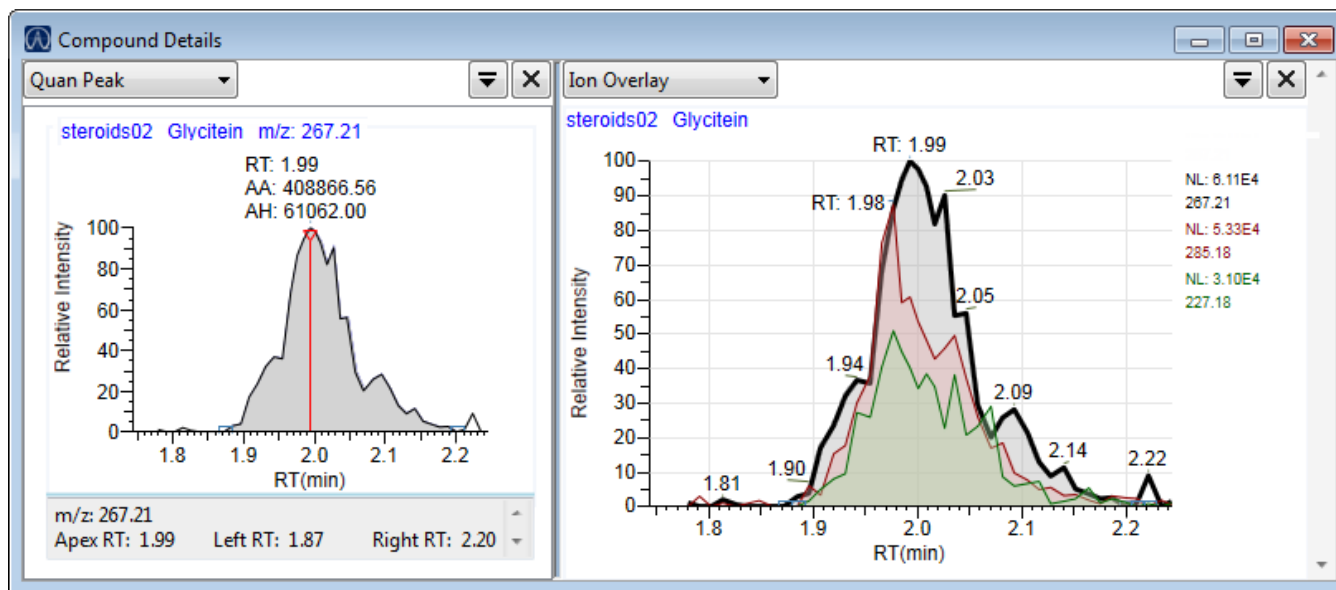 Compound Details
Quan Peak
steroids02 Glycitein m/z: 267.21
RT: 1.99
AA: 408866.56
AH: 61062.00
Relative Intensity
100
80
60
40
20
0
1.8 1.9 2.0 2.1 2.2
RT(min)
m/z: 267.21
Apex RT: 1.99 Left RT: 1.87 Right RT: 2.20
Ion Overlay
steroids02 Glycitein
RT: 1.99
2.03
RT: 1.98
2.05
1.94
2.09
1.90
2.14
1.81
2.22
Relative Intensity
100
90
80
70
60
50
40
30
20
10
0
1.8 1.9 2.0 2.1 2.2
RT(min)
NL: 6.11E4
267.21
NL: 5.33E4
285.18
NL: 3.10E4
227.18